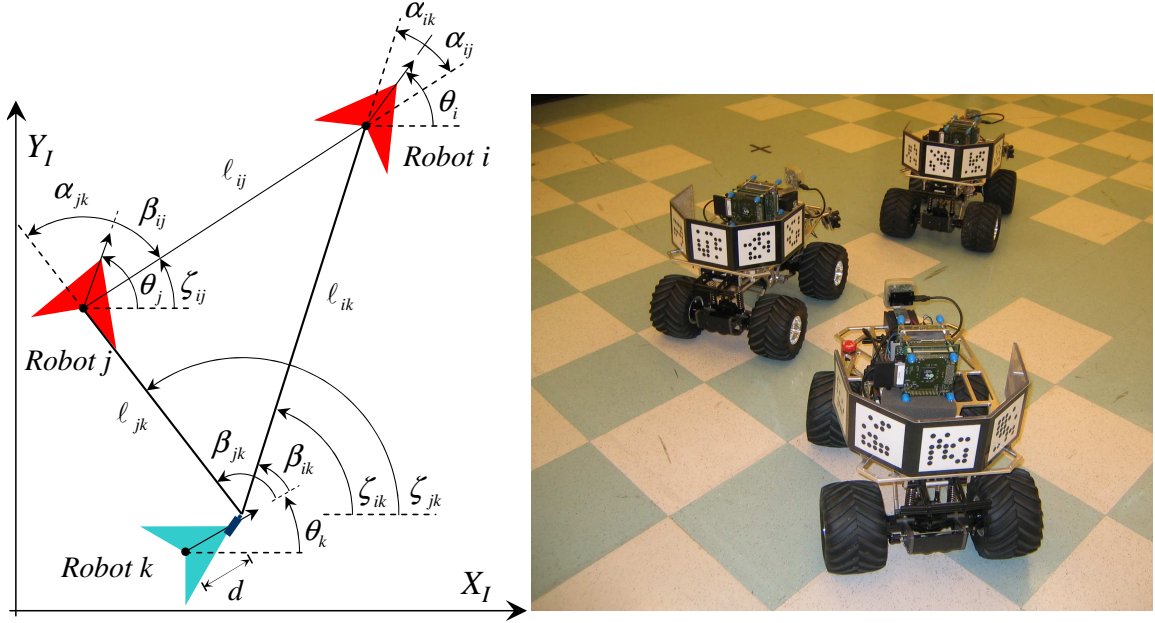 α_ik
α_ij
θ_i
Y_I
Robot i
ℓ_ij
α_jk
β_ij
θ_j
ζ_ij
ℓ_ik
Robot j
ℓ_jk
β_jk
β_ik
ζ_ik
ζ_jk
θ_k
Robot k
d
X_I